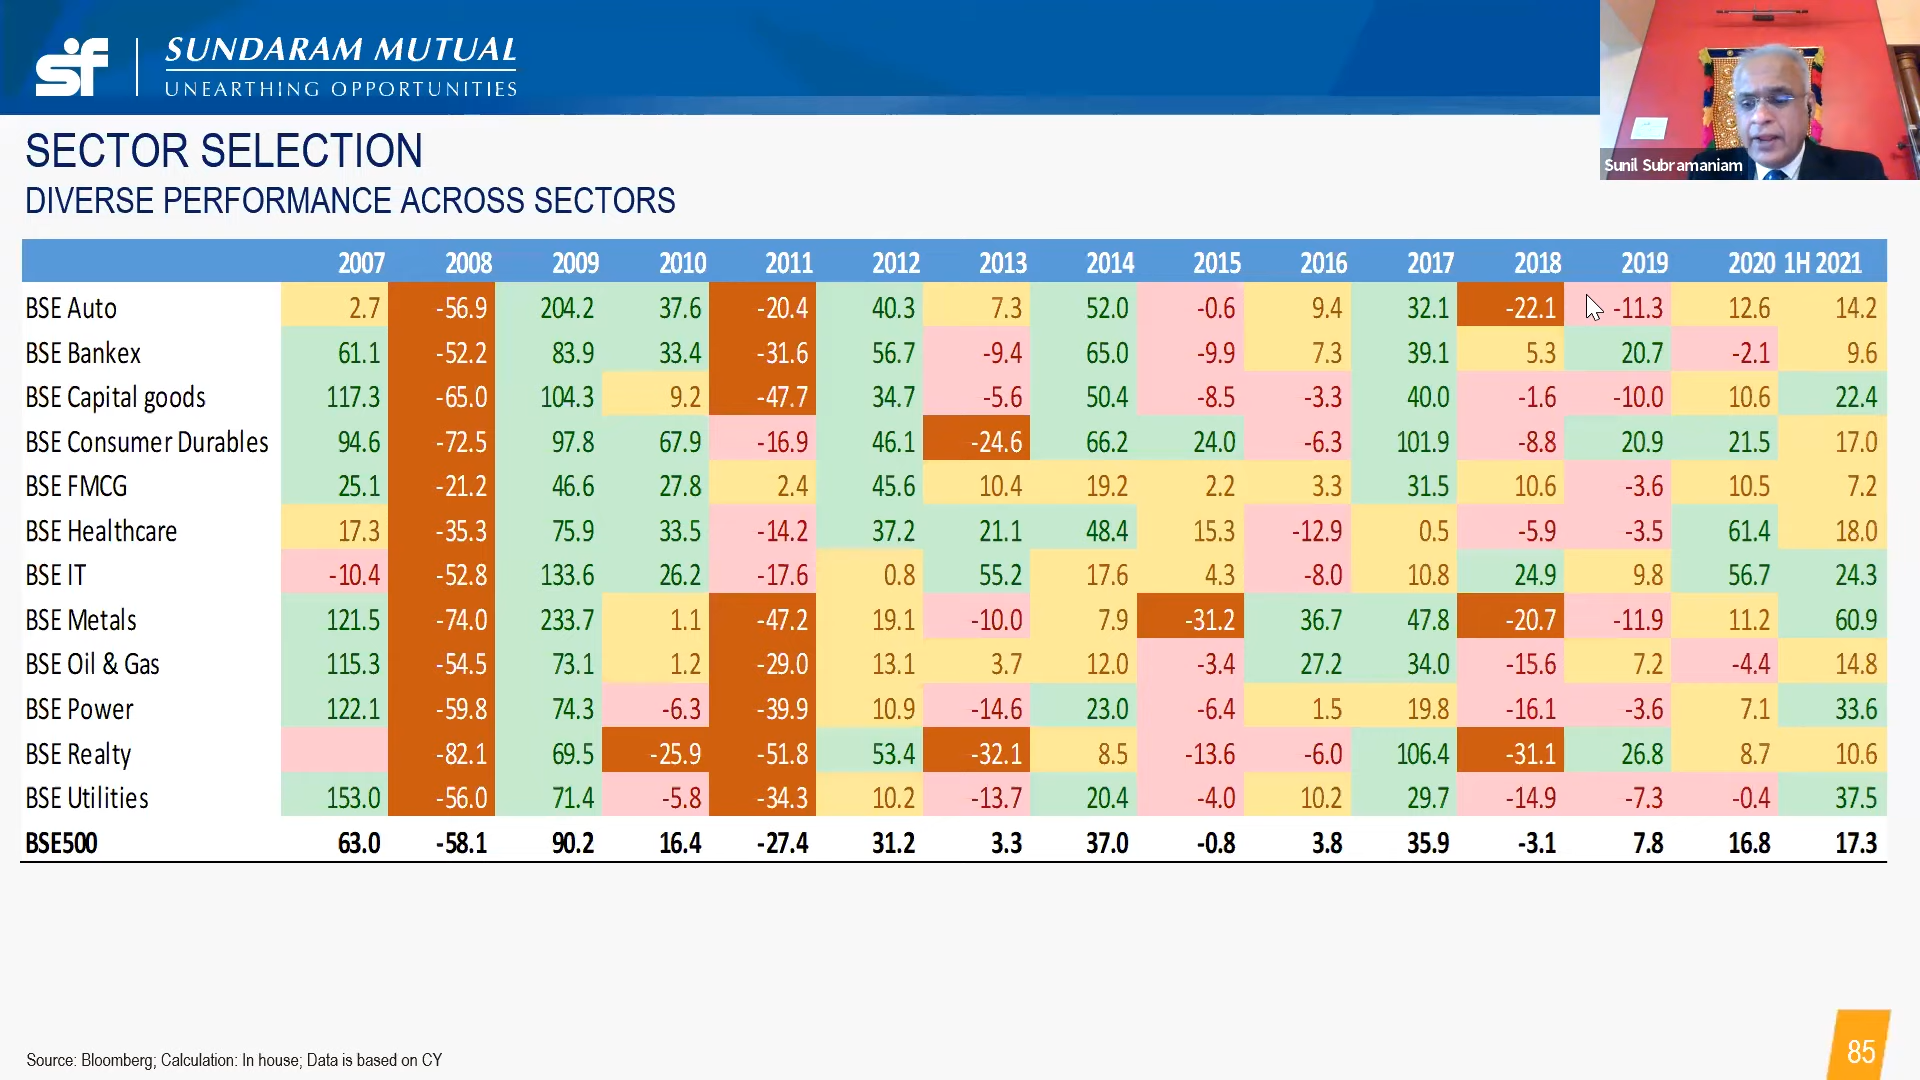 sf
SUNDARAM MUTUAL
UNEARTHING OPPORTUNITIES
Sunil Subramaniam
SECTOR SELECTION
DIVERSE PERFORMANCE ACROSS SECTORS
2007 2008 2009 2010 2011 2012 2013 2014 2015 2016 2017 2018 2019 2020 1H 2021
BSE Auto 2.7 -56.9 204.2 37.6 -20.4 40.3 7.3 52.0 -0.6 9.4 32.1 -22.1 -11.3 12.6 14.2
BSE Bankex 61.1 -52.2 83.9 33.4 -31.6 56.7 -9.4 65.0 -9.9 7.3 39.1 5.3 20.7 -2.1 9.6
BSE Capital goods 117.3 -65.0 104.3 9.2 -47.7 34.7 -5.6 50.4 -8.5 -3.3 40.0 -1.6 -10.0 10.6 22.4
BSE Consumer Durables 94.6 -72.5 97.8 67.9 -16.9 46.1 -24.6 66.2 24.0 -6.3 101.9 -8.8 20.9 21.5 17.0
BSE FMCG 25.1 -21.2 46.6 27.8 2.4 45.6 10.4 19.2 2.2 3.3 31.5 10.6 -3.6 10.5 7.2
BSE Healthcare 17.3 -35.3 75.9 33.5 -14.2 37.2 21.1 48.4 15.3 -12.9 0.5 -5.9 -3.5 61.4 18.0
BSE IT -10.4 -52.8 133.6 26.2 -17.6 0.8 55.2 17.6 4.3 -8.0 10.8 24.9 9.8 56.7 24.3
BSE Metals 121.5 -74.0 233.7 1.1 -47.2 19.1 -10.0 7.9 -31.2 36.7 47.8 -20.7 -11.9 11.2 60.9
BSE Oil & Gas 115.3 -54.5 73.1 1.2 -29.0 13.1 3.7 12.0 -3.4 27.2 34.0 -15.6 7.2 -4.4 14.8
BSE Power 122.1 -59.8 74.3 -6.3 -39.9 10.9 -14.6 23.0 -6.4 1.5 19.8 -16.1 -3.6 7.1 33.6
BSE Realty -82.1 69.5 -25.9 -51.8 53.4 -32.1 8.5 -13.6 -6.0 106.4 -31.1 26.8 8.7 10.6
BSE Utilities 153.0 -56.0 71.4 -5.8 -34.3 10.2 -13.7 20.4 -4.0 10.2 29.7 -14.9 -7.3 -0.4 37.5
BSE500 63.0 -58.1 90.2 16.4 -27.4 31.2 3.3 37.0 -0.8 3.8 35.9 -3.1 7.8 16.8 17.3
Source: Bloomberg; Calculation: In house; Data is based on CY
85